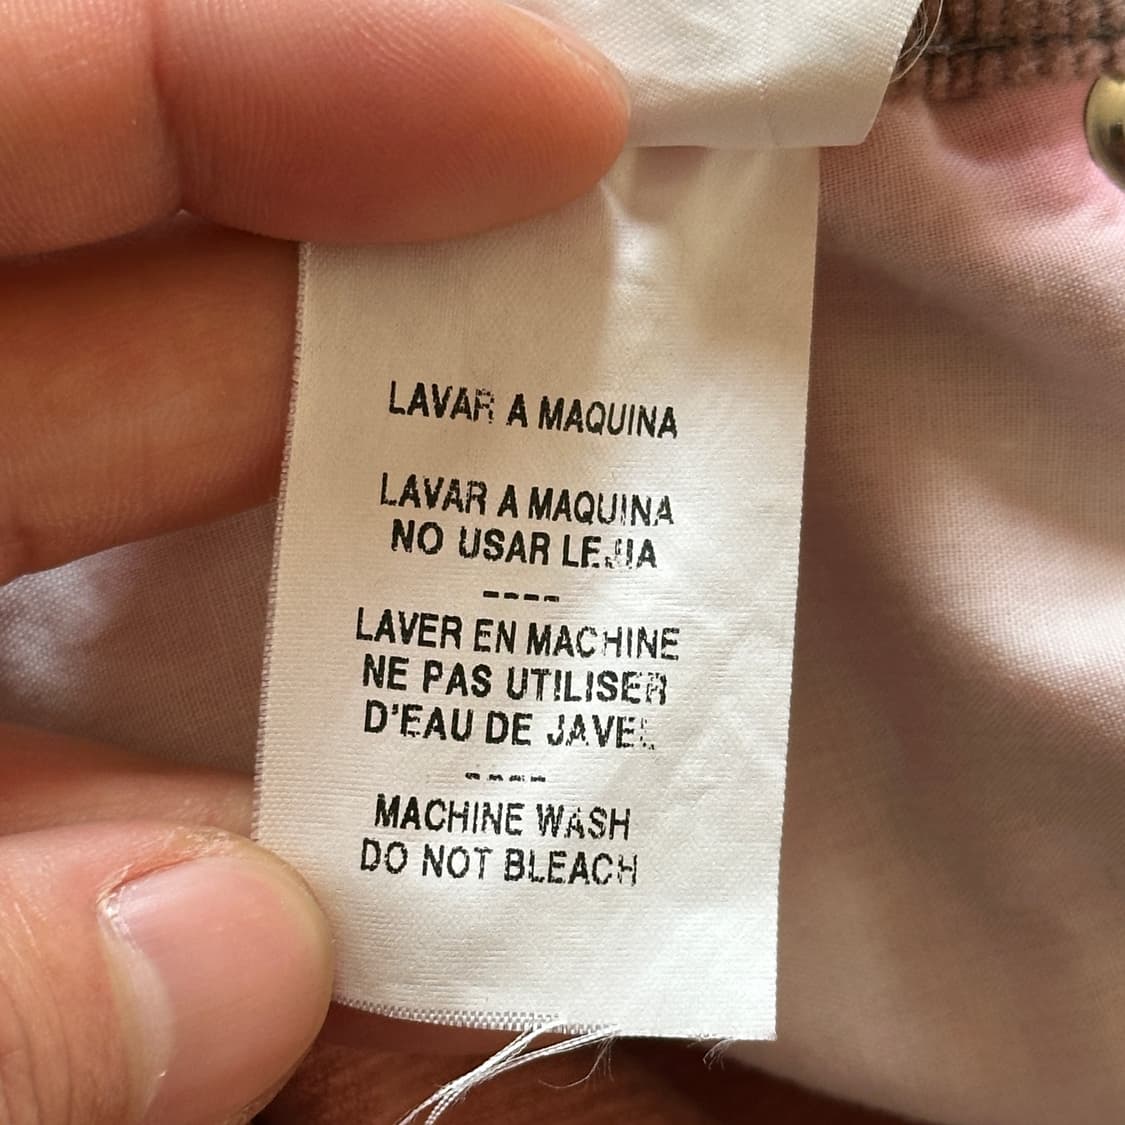 LAVAR A MAQUINA
LAVAR A MAQUINA
NO USAR LEJIA
----
LAVER EN MACHINE
NE PAS UTILISER
D'EAU DE JAVEL
----
MACHINE WASH
DO NOT BLEACH